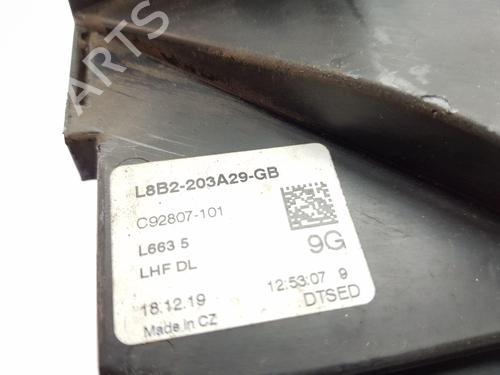 PARTS
L8B2-203A29-GB
C92807-101
L663 5
9G
LHF DL
18.12.19 12:53:07 9
Made in CZ DTSED